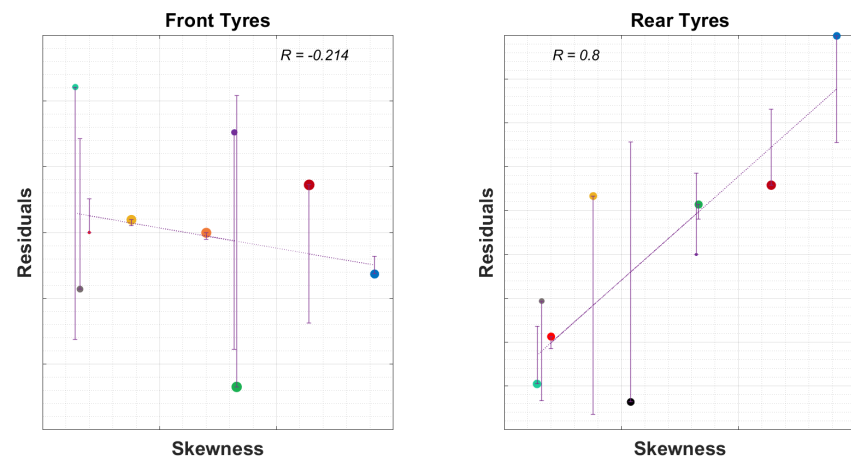 Front Tyres
R = -0.214
Residuals
Skewness
Rear Tyres
R = 0.8
Residuals
Skewness